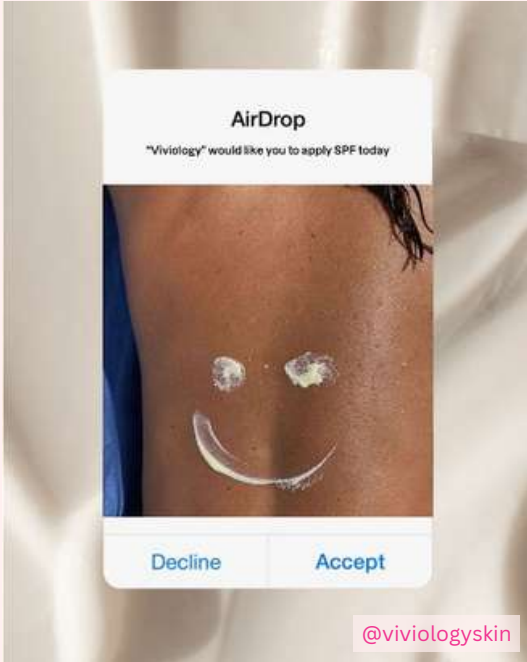 AirDrop
"Viviology" would like you to apply SPF today
Decline
Accept
@viviologyskin